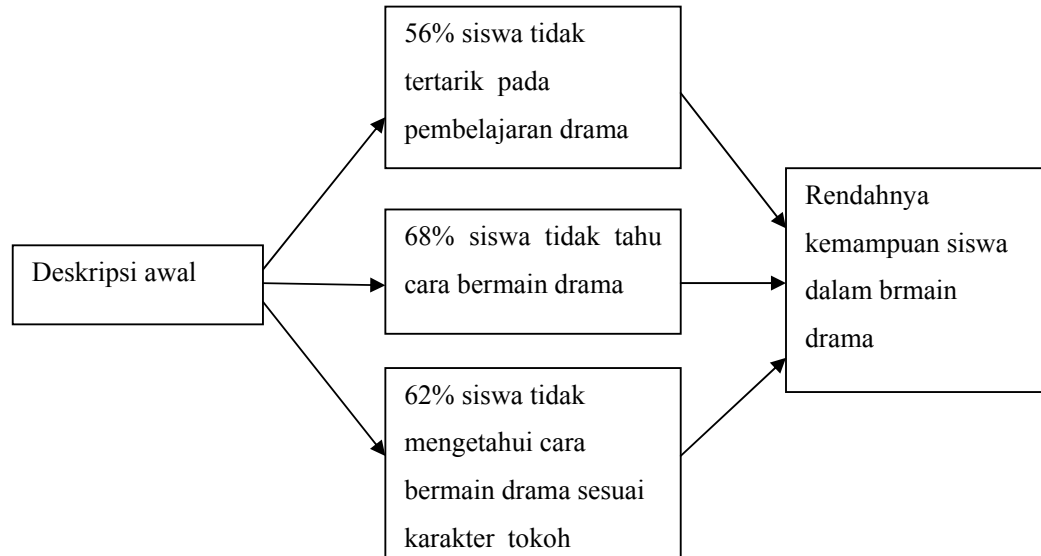 Deskripsi awal
56% siswa tidak
tertarik pada
pembelajaran drama
68% siswa tidak tahu
cara bermain drama
62% siswa tidak
mengetahui cara
bermain drama sesuai
karakter tokoh
Rendahnya
kemampuan siswa
dalam brmain
drama